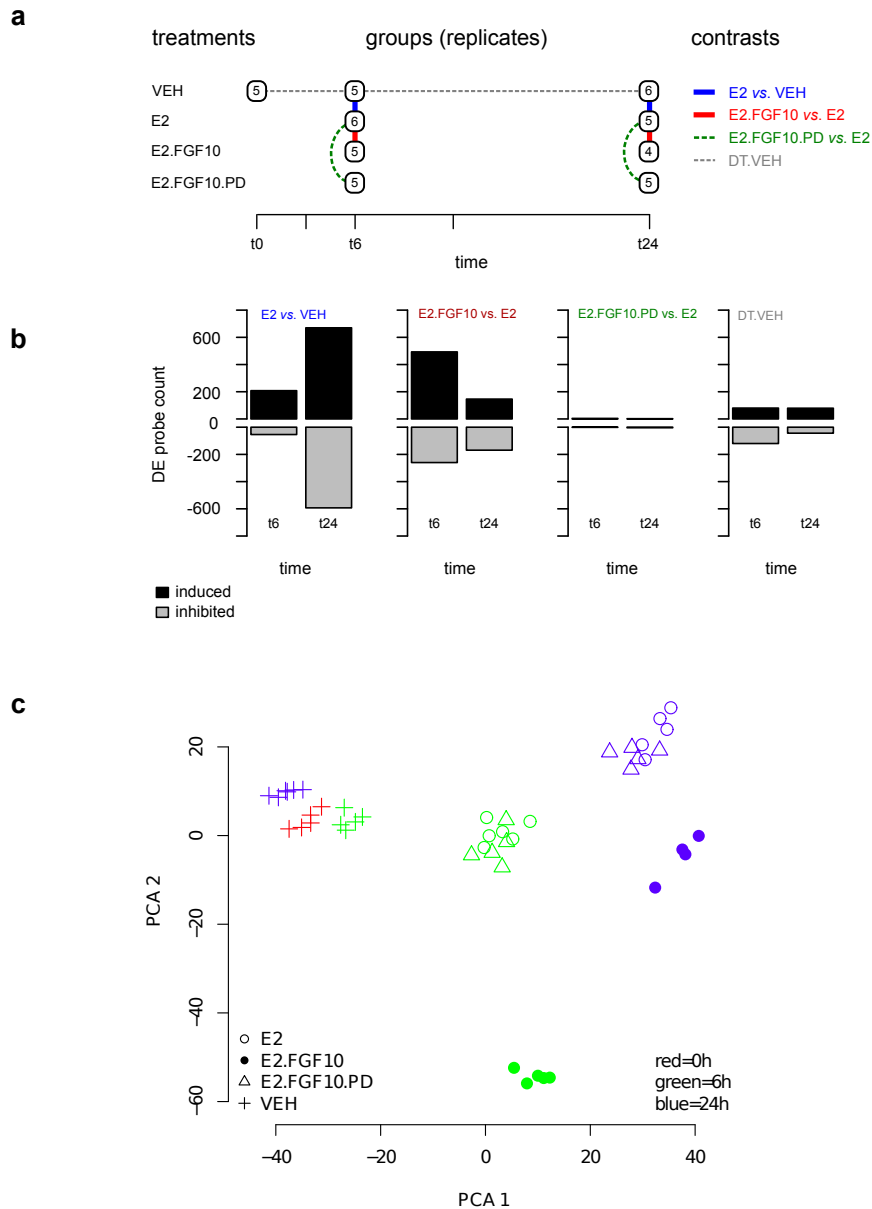 a
treatments groups (replicates) contrasts
VEH 5 5 6
E2 6 5
E2.FGF10 5 4
E2.FGF10.PD 5 5
E2 vs. VEH
E2.FGF10 vs. E2
E2.FGF10.PD vs. E2
DT.VEH
t0 t6 t24
time
b
E2 vs. VEH E2.FGF10 vs. E2 E2.FGF10.PD vs. E2 DT.VEH
DE probe count
600
200
0
-200
-600
t6 t24 t6 t24 t6 t24 t6 t24
time time time time
induced
inhibited
c
PCA 2
20
0
−20
−40
−60
E2
E2.FGF10
E2.FGF10.PD
VEH
red=0h
green=6h
blue=24h
−40 −20 0 20 40
PCA 1